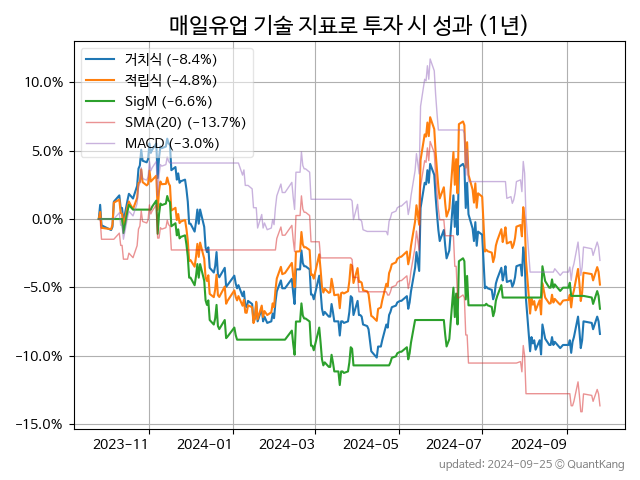 매일유업 기술 지표로 투자 시 성과 (1년)
거치식 (−8.4%)
적립식 (−4.8%)
SigM (−6.6%)
SMA(20) (−13.7%)
MACD (−3.0%)
10.0%
5.0%
0.0%
−5.0%
−10.0%
−15.0%
2023-11 2024-01 2024-03 2024-05 2024-07 2024-09
updated: 2024-09-25 © QuantKang